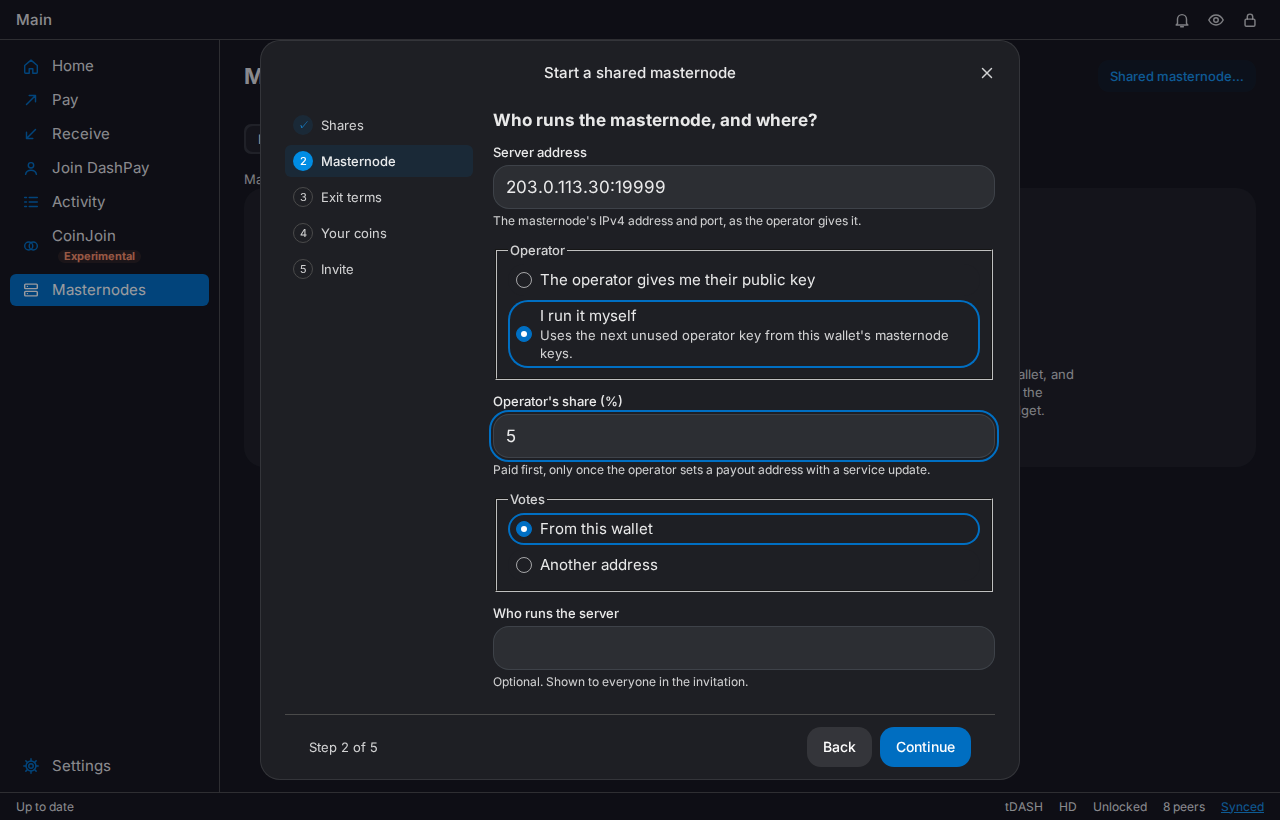 Main
Home
Pay
Receive
Join DashPay
Activity
CoinJoin
Experimental
Masternodes
Settings
Shared masternode...
Start a shared masternode
✓ Shares
2 Masternode
3 Exit terms
4 Your coins
5 Invite
Who runs the masternode, and where?
Server address
203.0.113.30:19999
The masternode's IPv4 address and port, as the operator gives it.
Operator
The operator gives me their public key
I run it myself
Uses the next unused operator key from this wallet's masternode
keys.
Operator's share (%)
5
Paid first, only once the operator sets a payout address with a service update.
Votes
From this wallet
Another address
Who runs the server
Optional. Shown to everyone in the invitation.
Step 2 of 5
Back
Continue
and
the
Up to date
tDASH
HD
Unlocked
8 peers
Synced